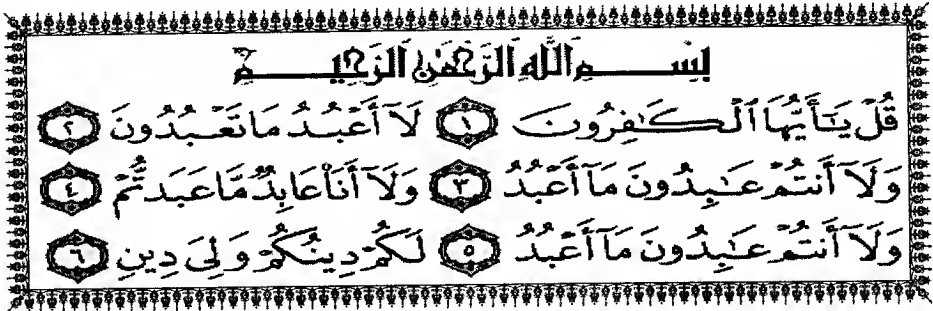 بِسْمِ ٱللَّهِ ٱلرَّحْمَٰنِ ٱلرَّحِيمِ
قُلْ يَٰٓأَيُّهَا ٱلْكَٰفِرُونَ ١ لَآ أَعْبُدُ مَا تَعْبُدُونَ ٢
وَلَآ أَنتُمْ عَٰبِدُونَ مَآ أَعْبُدُ ٣ وَلَآ أَنَا۠ عَابِدٌ مَّا عَبَدتُّمْ ٤
وَلَآ أَنتُمْ عَٰبِدُونَ مَآ أَعْبُدُ ٥ لَكُمْ دِينُكُمْ وَلِىَ دِينِ ٦